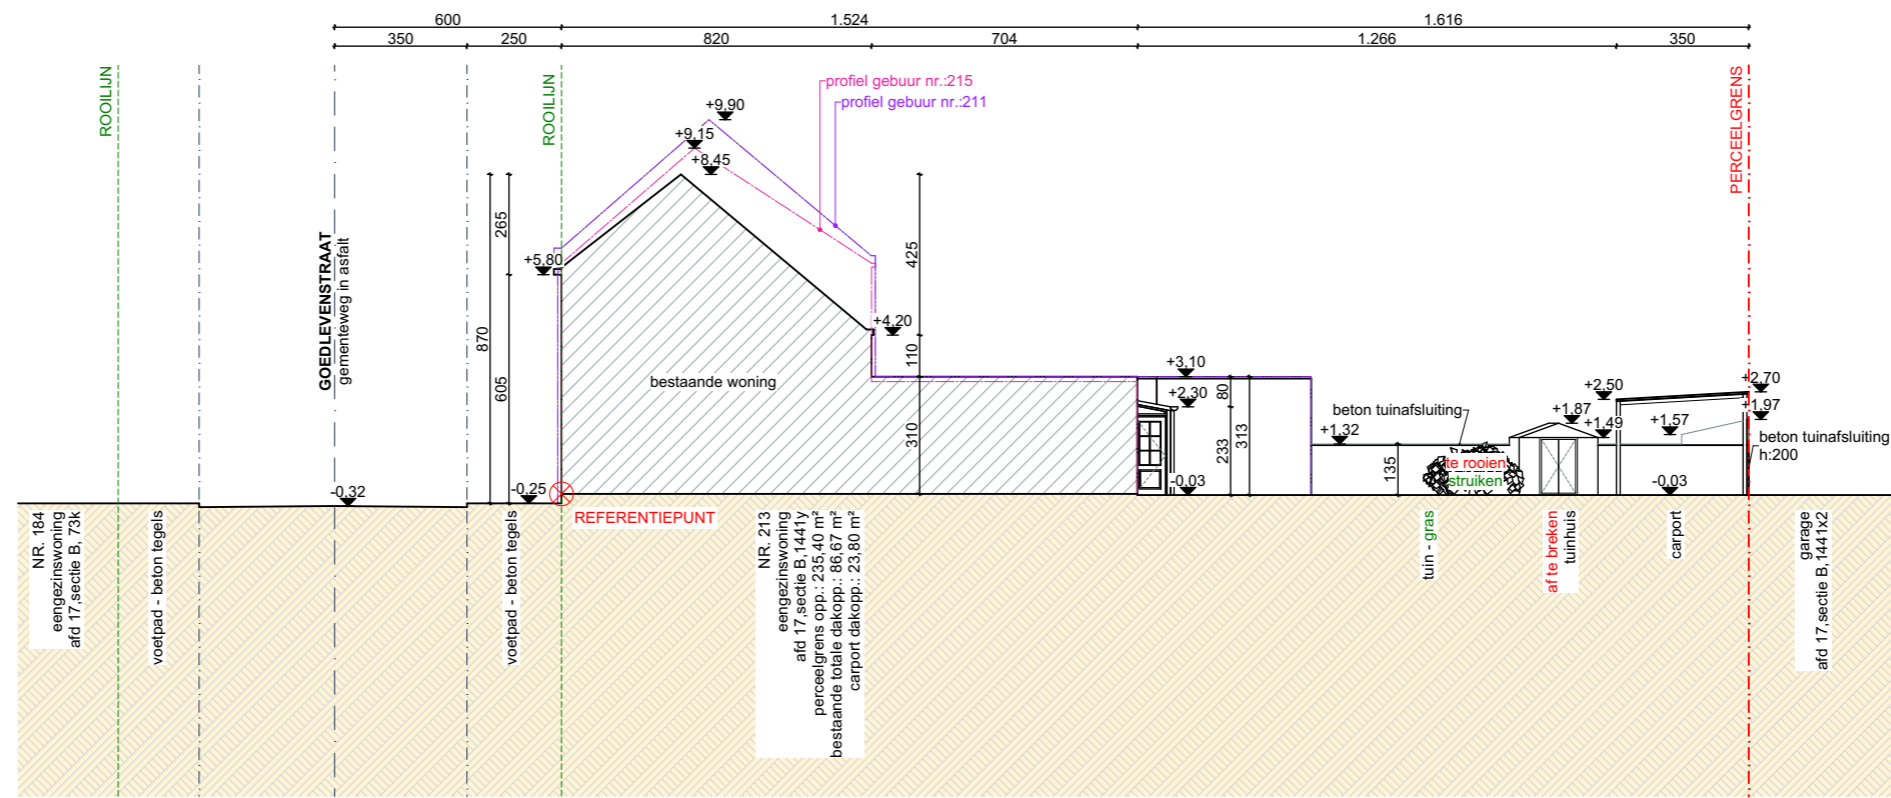 600
1.524
1.616
350
250
820
704
1.266
350
ROOILIJN
ROOILIJN
PERCEELGRENS
profiel gebuur nr.:215
profiel gebuur nr.:211
+9,90
+9,15
+8,45
265
425
GOEDLEVENSTRAAT
gemeenteweg in asfalt
+5,80
870
605
+4,20
110
310
bestaande woning
+3,10
+2,30
80
233
313
-0,03
+1,32
135
beton tuinafsluiting
te rooien
struiken
+1,87
+1,49
+2,50
+1,57
-0,03
+2,70
+1,97
beton tuinafsluiting
h:200
-0,32
-0,25
REFERENTIEPUNT
NR. 184
eengezinswoning
afd 17,sectie B, 73k
voetpad - beton tegels
voetpad - beton tegels
NR. 213
eengezinswoning
afd 17,sectie B,1441y
perceelgrens opp.: 235,40 m²
bestaande totale dakopp.: 86,67 m²
carport dakopp.: 23,80 m²
tuin - gras
af te breken
tuinhuis
carport
garage
afd 17,sectie B,1441x2